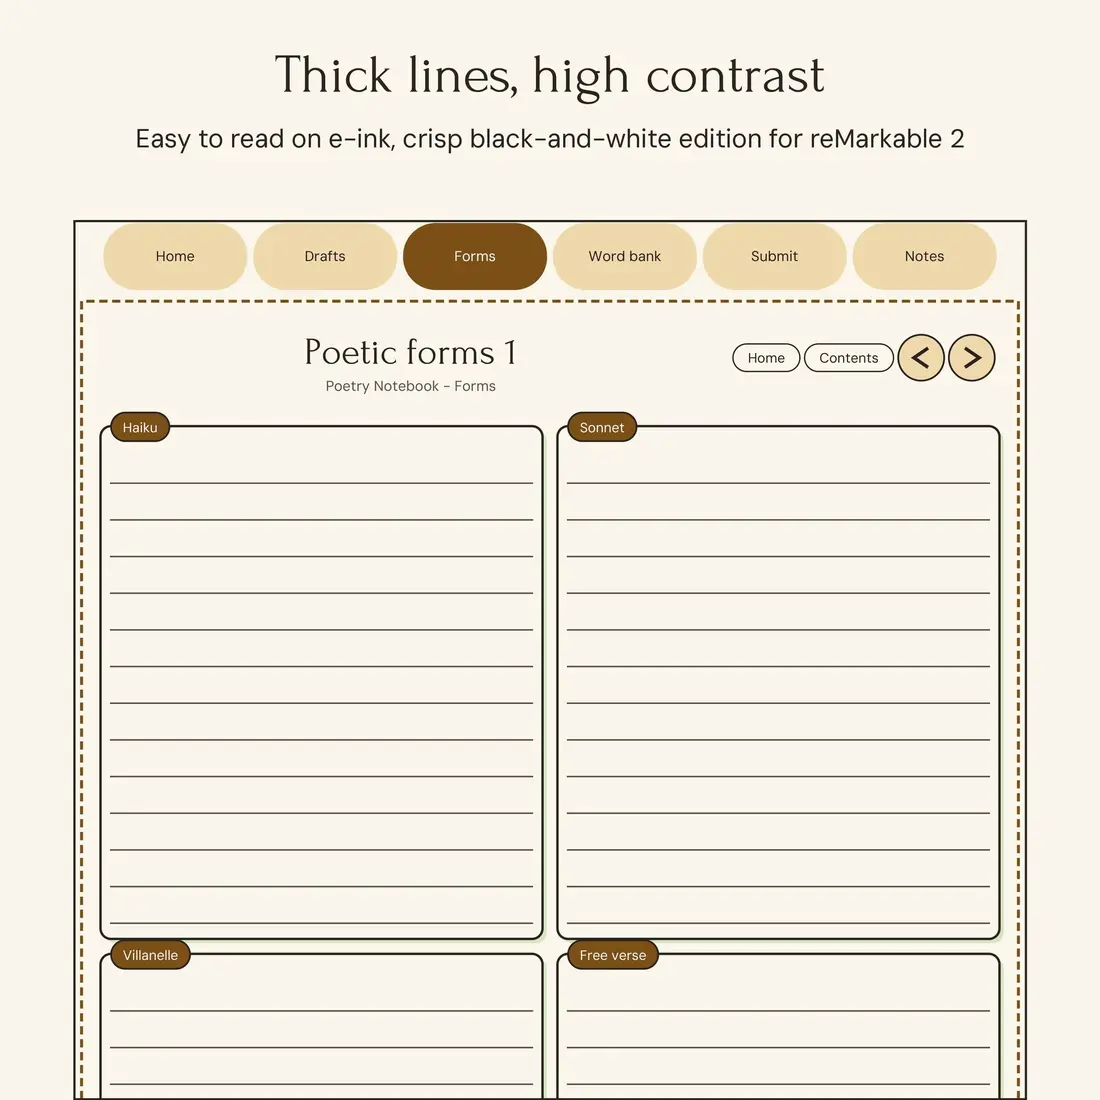 Thick lines, high contrast
Easy to read on e-ink, crisp black-and-white edition for reMarkable 2
Home Drafts Forms Word bank Submit Notes
Poetic forms 1
Home Contents < >
Poetry Notebook - Forms
Haiku Sonnet
Villanelle Free verse